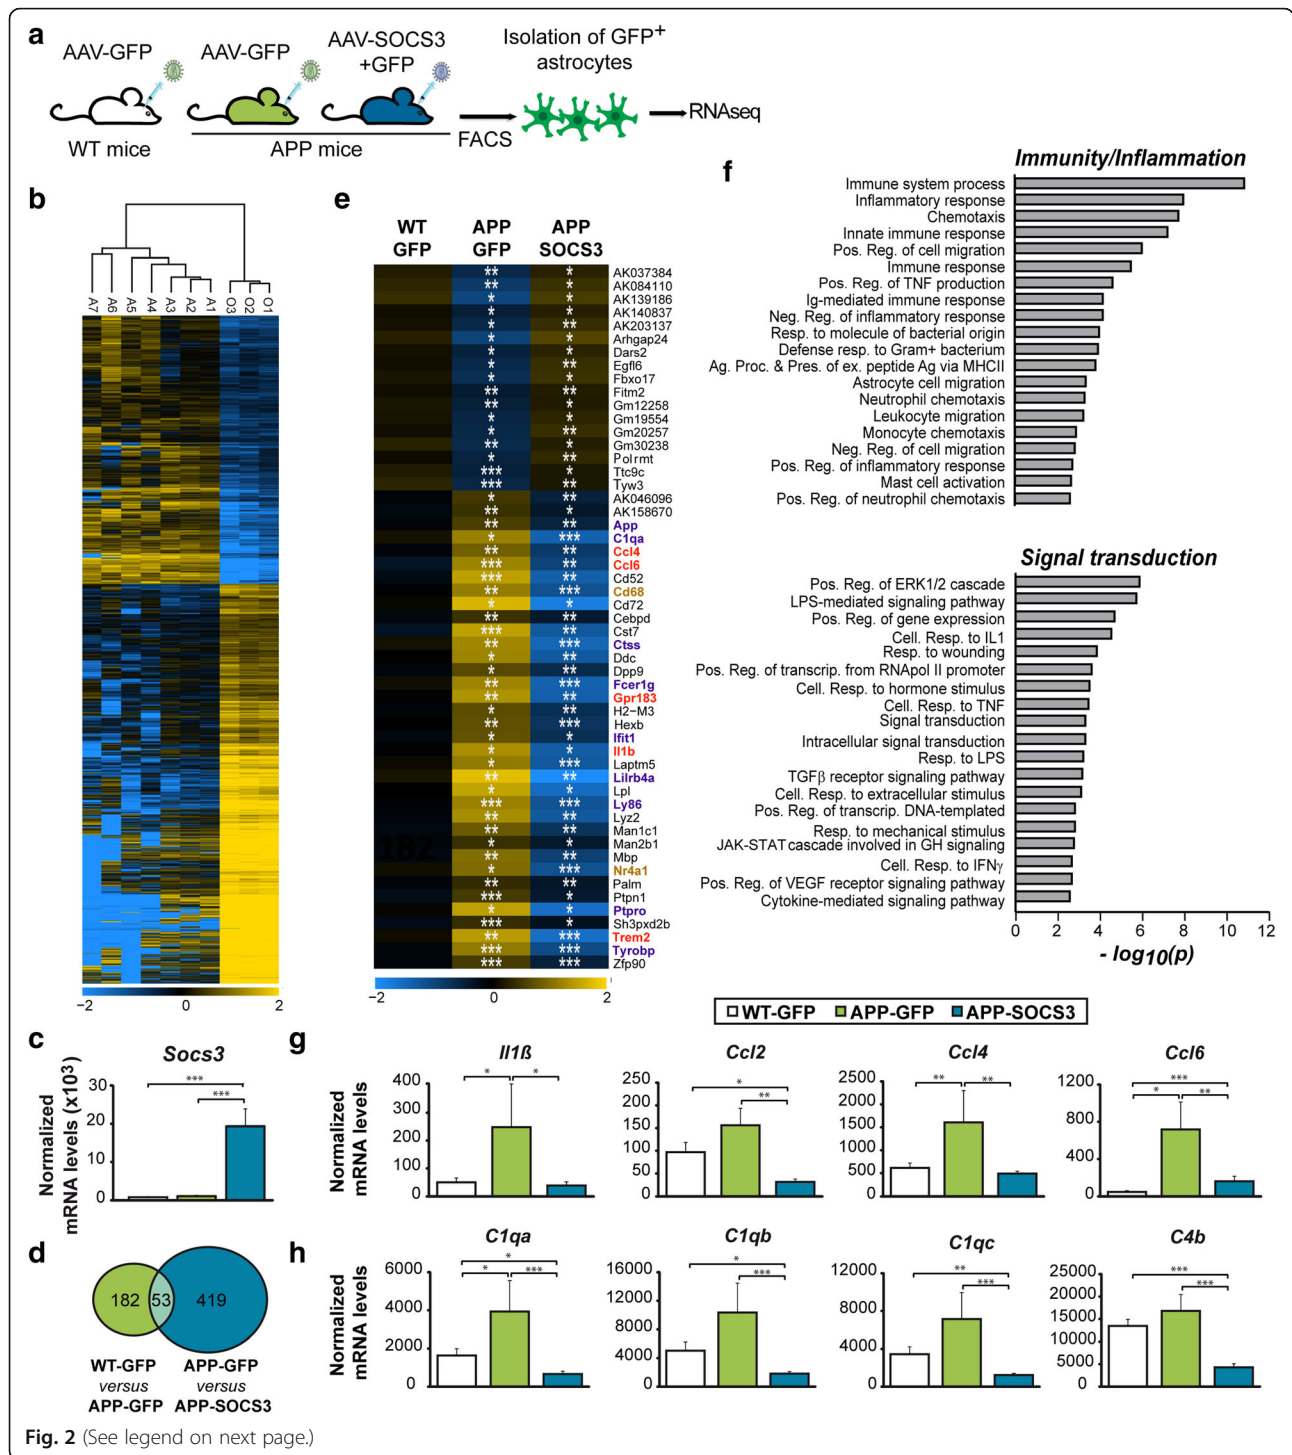 a
AAV-GFP
AAV-GFP
AAV-SOCS3
+GFP
Isolation of GFP+
astrocytes
WT mice
APP mice
FACS
RNAseq
b
A7 A6 A5 A4 A3 A2 A1 O3 O2 O1
−2 0 2
e
WT
GFP
APP
GFP
APP
SOCS3
** * AK037384
** * AK084110
* * AK139186
* * AK140837
* ** AK203137
* * Arhgap24
* * Dars2
* ** Egfl6
* * Fbxo17
** ** Fitm2
** * Gm12258
* * Gm19554
* ** Gm20257
** * Gm30238
* ** Polrmt
*** * Ttc9c
*** ** Tyw3
* ** AK046096
** * AK158670
** ** App
* *** C1qa
** ** Ccl4
*** ** Ccl6
*** ** Cd52
** *** Cd68
* * Cd72
** ** Cebpd
*** ** Cst7
** *** Ctss
* ** Ddc
* ** Dpp9
** *** Fcer1g
** ** Gpr183
* ** H2−M3
** *** Hexb
* * Ifit1
* * Il1b
* *** Laptm5
** ** Lilrb4a
* * Lpl
*** *** Ly86
** ** Lyz2
** ** Man1c1
* * Man2b1
** ** Mbp
* *** Nr4a1
** ** Palm
*** * Ptpn1
* * Ptpro
*** * Sh3pxd2b
** *** Trem2
*** *** Tyrobp
*** *** Zfp90
182
−2 0 2
f
Immunity/Inflammation
Immune system process
Inflammatory response
Chemotaxis
Innate immune response
Pos. Reg. of cell migration
Immune response
Pos. Reg. of TNF production
Ig-mediated immune response
Neg. Reg. of inflammatory response
Resp. to molecule of bacterial origin
Defense resp. to Gram+ bacterium
Ag. Proc. & Pres. of ex. peptide Ag via MHCII
Astrocyte cell migration
Neutrophil chemotaxis
Leukocyte migration
Monocyte chemotaxis
Neg. Reg. of cell migration
Pos. Reg. of inflammatory response
Mast cell activation
Pos. Reg. of neutrophil chemotaxis
Signal transduction
Pos. Reg. of ERK1/2 cascade
LPS-mediated signaling pathway
Pos. Reg. of gene expression
Cell. Resp. to IL1
Resp. to wounding
Pos. Reg. of transcrip. from RNApol II promoter
Cell. Resp. to hormone stimulus
Cell. Resp. to TNF
Signal transduction
Intracellular signal transduction
Resp. to LPS
TGFβ receptor signaling pathway
Cell. Resp. to extracellular stimulus
Pos. Reg. of transcrip. DNA-templated
Resp. to mechanical stimulus
JAK-STAT cascade involved in GH signaling
Cell. Resp. to IFNγ
Pos. Reg. of VEGF receptor signaling pathway
Cytokine-mediated signaling pathway
0 2 4 6 8 10 12
- log10(p)
WT-GFP APP-GFP APP-SOCS3
c
Socs3
Normalized
mRNA levels (x10³)
30
20
10
0
***
***
d
182 53 419
WT-GFP
versus
APP-GFP
APP-GFP
versus
APP-SOCS3
g
Normalized
mRNA levels
Il1ß
400
300
200
100
0
* *
Ccl2
250
200
150
100
50
0
*
**
Ccl4
2500
2000
1500
1000
500
0
** **
Ccl6
1200
800
400
0
***
* **
h
Normalized
mRNA levels
C1qa
6000
4000
2000
0
*
* ***
C1qb
16000
12000
8000
4000
0
*
***
C1qc
12000
8000
4000
0
**
***
C4b
25000
20000
15000
10000
5000
0
***
***
Fig. 2 (See legend on next page.)